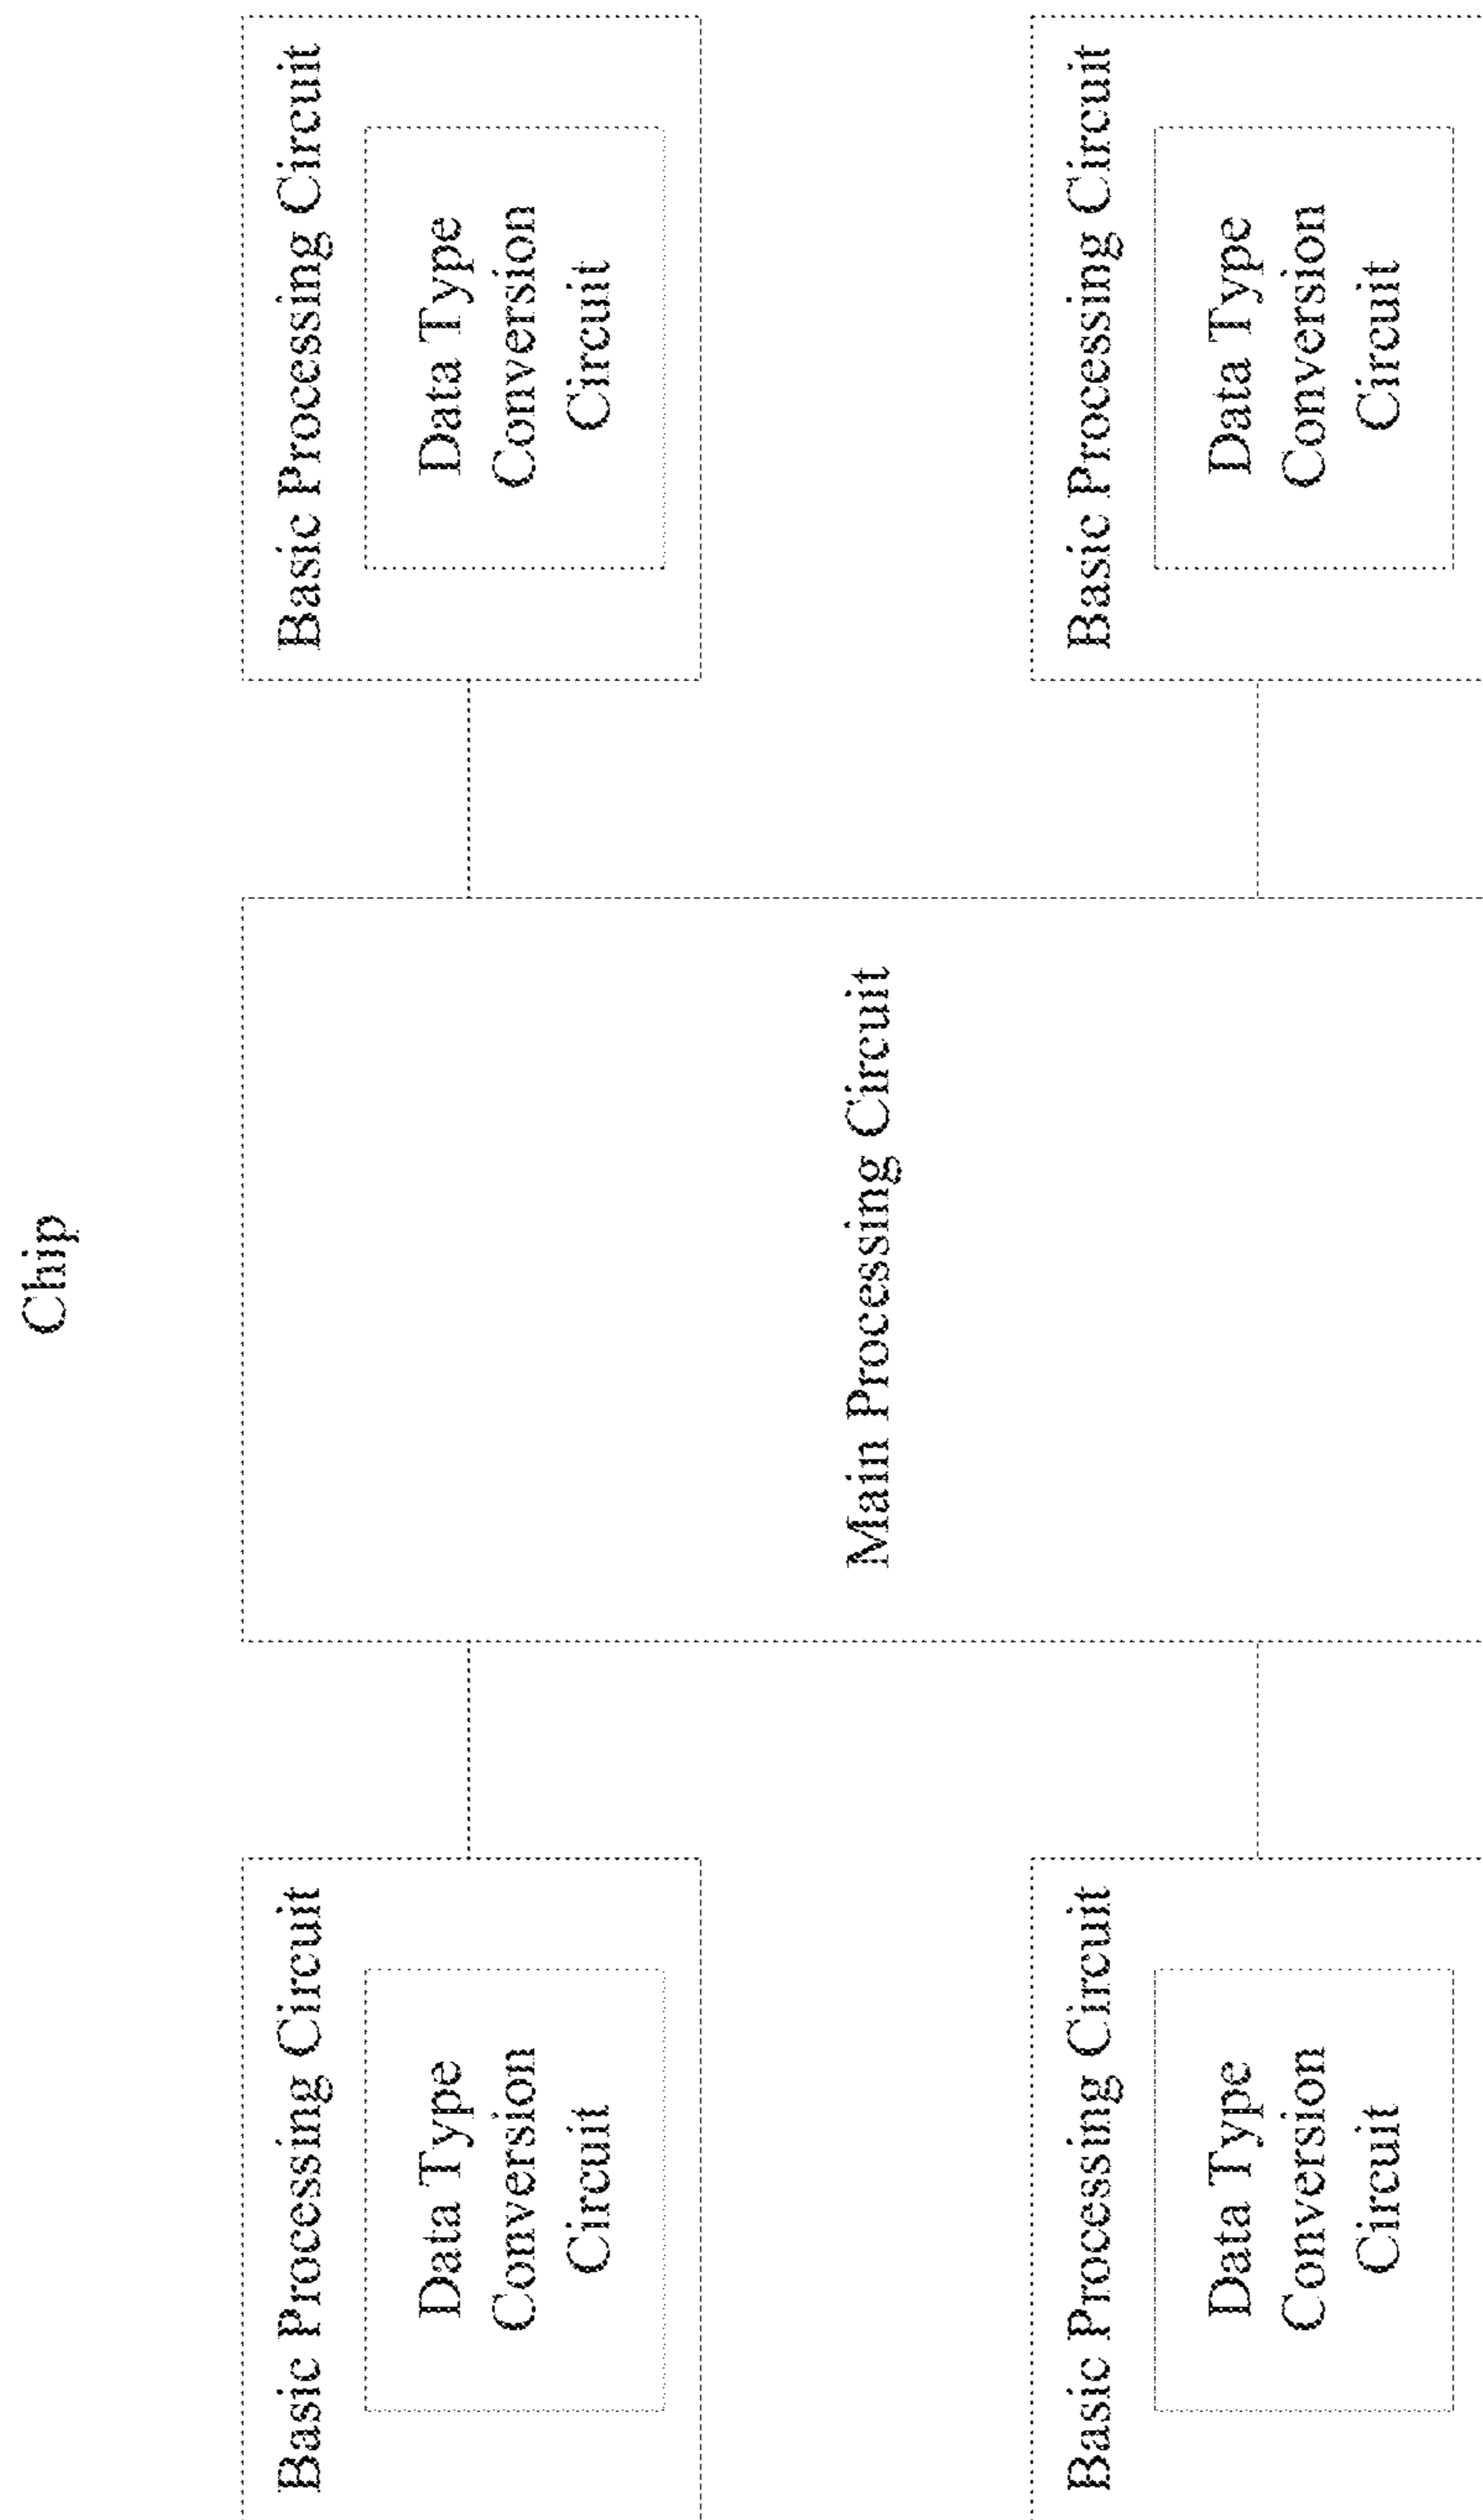 Chip
Basic Processing Circuit
Data Type
Conversion
Circuit
Main Processing Circuit
Basic Processing Circuit
Data Type
Conversion
Circuit
Basic Processing Circuit
Data Type
Conversion
Circuit
Basic Processing Circuit
Data Type
Conversion
Circuit